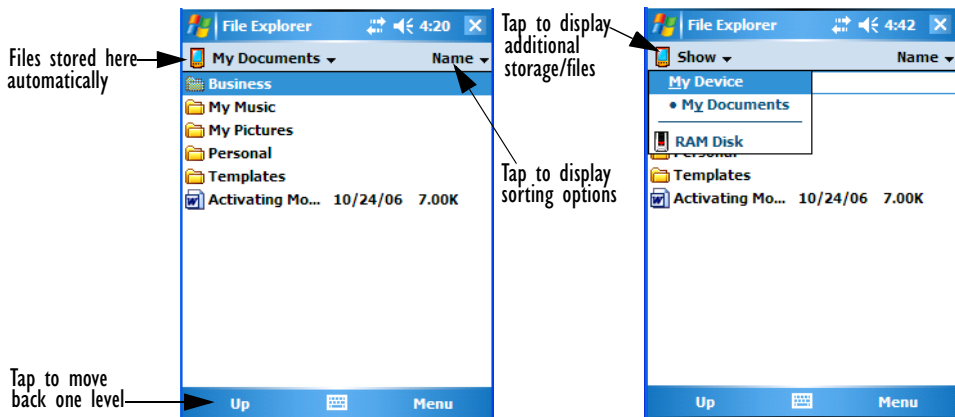 File Explorer 4:20
Files stored here
automatically
My Documents Name
Business
My Music
My Pictures
Personal
Templates
Activating Mo... 10/24/06 7.00K
Tap to display
sorting options
Tap to move
back one level
Up Menu
Tap to display
additional
storage/files
File Explorer 4:42
Show Name
My Device
• My Documents
RAM Disk
Personal
Templates
Activating Mo... 10/24/06 7.00K
Up Menu